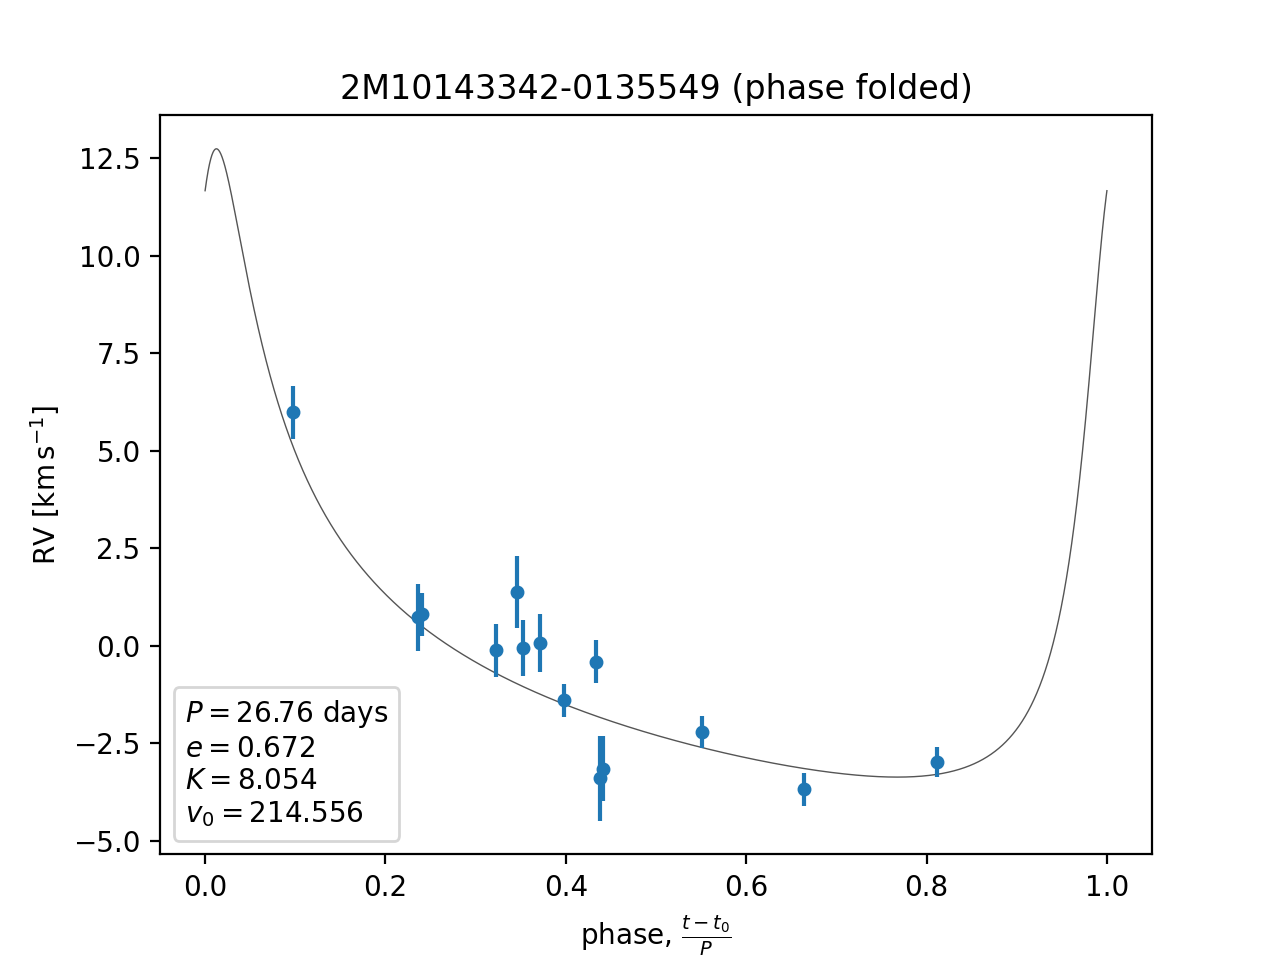 2M10143342-0135549 (phase folded)
12.5
10.0
7.5
5.0
2.5
0.0
−2.5
−5.0
RV [km s⁻¹]
P = 26.76 days
e = 0.672
K = 8.054
v₀ = 214.556
0.0 0.2 0.4 0.6 0.8 1.0
phase, (t − t₀)/P